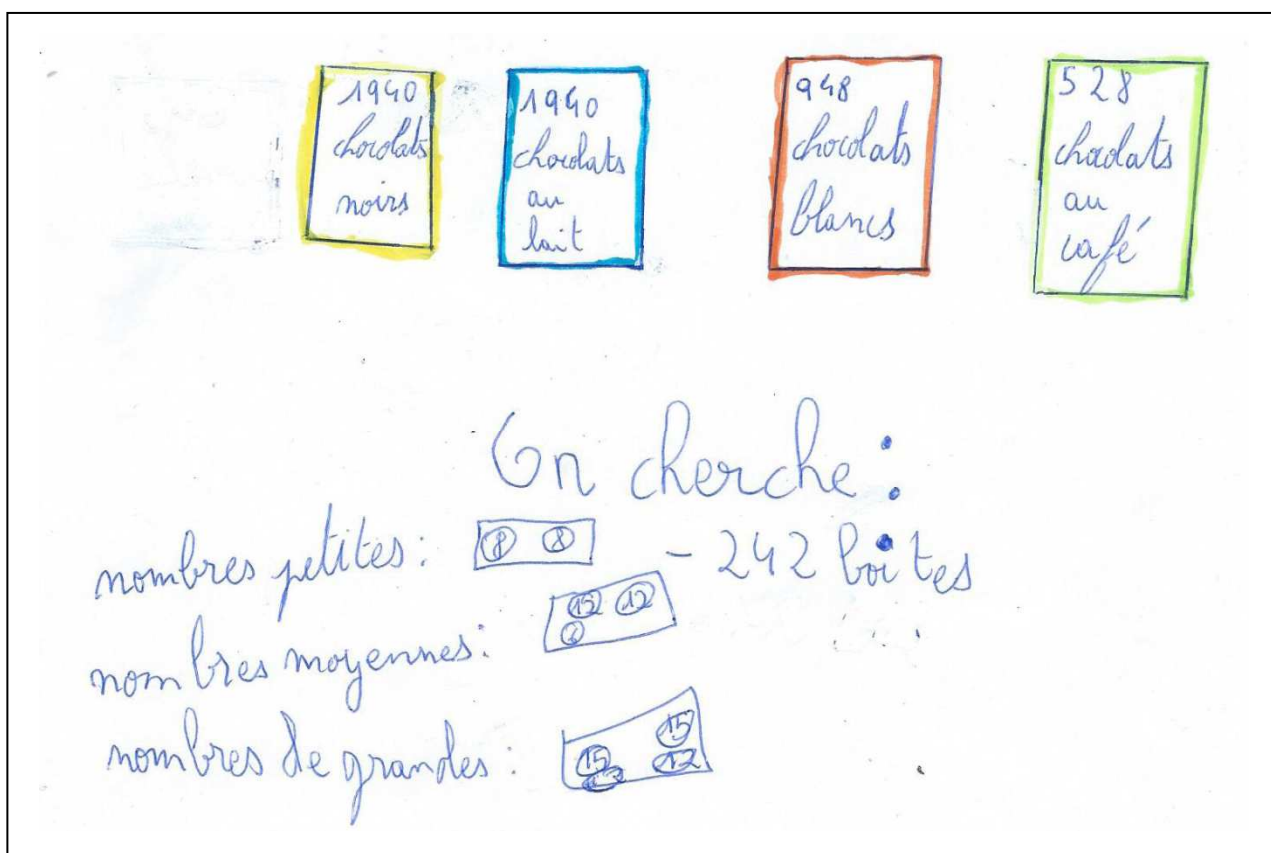 1940
chocolats
noirs
1940
chocolats
au
lait
948
chocolats
blancs
528
chocolats
au
café
On cherche :
nombres petites : 8 8 - 242 boîtes
nombres moyennes : 12 12
nombres de grandes : 15 15 12